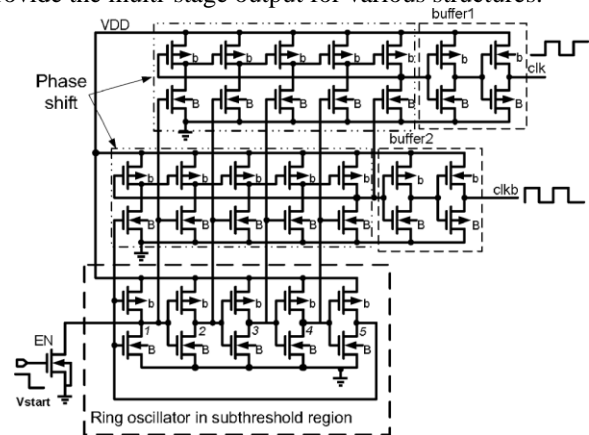 rovide the multi-stage output for various structures.
buffer1
VDD
b b b b b b b
clk
Phase
shift
B B B B B B B
buffer2
b b b b b b b
clkb
B B B B B B B
b b b b b
EN
1 2 3 4 5
B B B B B
Vstart
Ring oscillator in subthreshold region